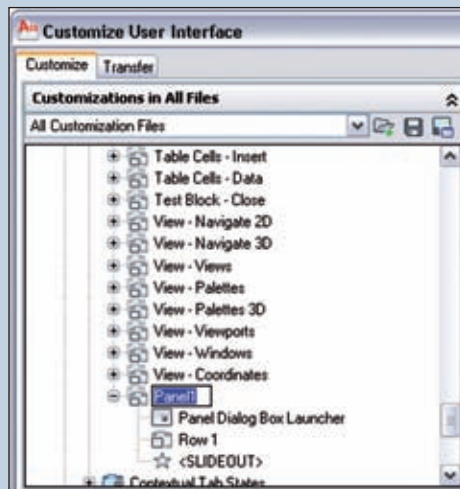 Customize User Interface
Customize Transfer
Customizations in All Files
All Customization Files
Table Cells - Insert
Table Cells - Data
Test Block - Close
View - Navigate 2D
View - Navigate 3D
View - Views
View - Palettes
View - Palettes 3D
View - Viewports
View - Windows
View - Coordinates
Panel1
Panel Dialog Box Launcher
Row 1
<SLIDEOUT>
Contextual Tab States